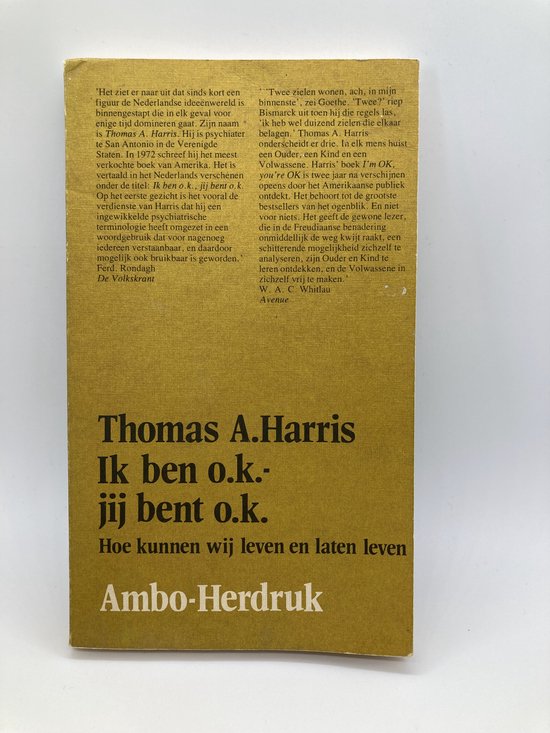 'Het ziet er naar uit dat sinds kort een
figuur de Nederlandse ideeënwereld is
binnengestapt die in elk geval voor
enige tijd domineren gaat. Zijn naam
is Thomas A. Harris. Hij is psychiater
te San Antonio in de Verenigde
Staten. In 1972 schreef hij het meest
verkochte boek van Amerika. Het is
vertaald in het Nederlands verschenen
onder de titel: Ik ben o.k., jij bent o.k.
Op het eerste gezicht is het vooral de
verdienste van Harris dat hij een
ingewikkelde psychiatrische
terminologie heeft omgezet in een
woordgebruik dat voor nagenoeg
iedereen verstaanbaar, en daardoor
mogelijk ook bruikbaar is geworden.'
Ferd. Rondagh
De Volkskrant
' 'Twee zielen wonen, ach, in mijn
binnenste', zei Goethe. 'Twee?' riep
Bismarck uit toen hij die regels las,
'ik heb wel duizend zielen die elkaar
belagen.' Thomas A. Harris
onderscheidt er drie. In elk mens huist
een Ouder, een Kind en een
Volwassene. Harris' boek I'm OK,
you're OK is twee jaar na verschijnen
opeens door het Amerikaanse publiek
ontdekt. Het behoort tot de grootste
bestsellers van het ogenblik. En niet
voor niets. Het geeft de gewone lezer,
die in de Freudiaanse benadering
onmiddellijk de weg kwijt raakt, een
schitterende mogelijkheid zichzelf te
analyseren, zijn Ouder en Kind te
leren ontdekken, en de Volwassene in
zichzelf vrij te maken.'
W. A. C. Whitlau
Avenue
Thomas A.Harris
Ik ben o.k.-
jij bent o.k.
Hoe kunnen wij leven en laten leven
Ambo-Herdruk